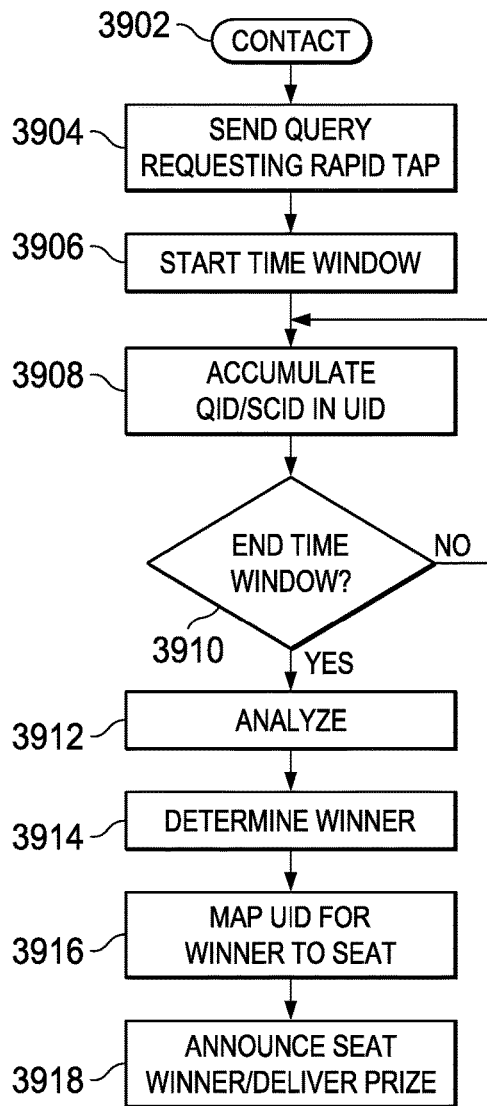 3902
CONTACT
3904
SEND QUERY
REQUESTING RAPID TAP
3906
START TIME WINDOW
3908
ACCUMULATE
QID/SCID IN UID
END TIME
WINDOW?
NO
3910
YES
3912
ANALYZE
3914
DETERMINE WINNER
3916
MAP UID FOR
WINNER TO SEAT
3918
ANNOUNCE SEAT
WINNER/DELIVER PRIZE